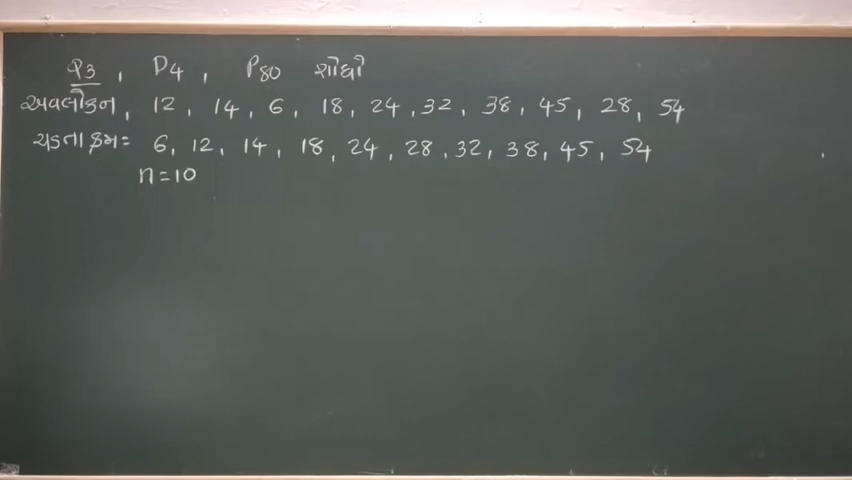 Q3, D4, P80 શોધો
અવલોકન, 12, 14, 6, 18, 24, 32, 38, 45, 28, 54
ચડતા ક્રમ = 6, 12, 14, 18, 24, 28, 32, 38, 45, 54
n=10